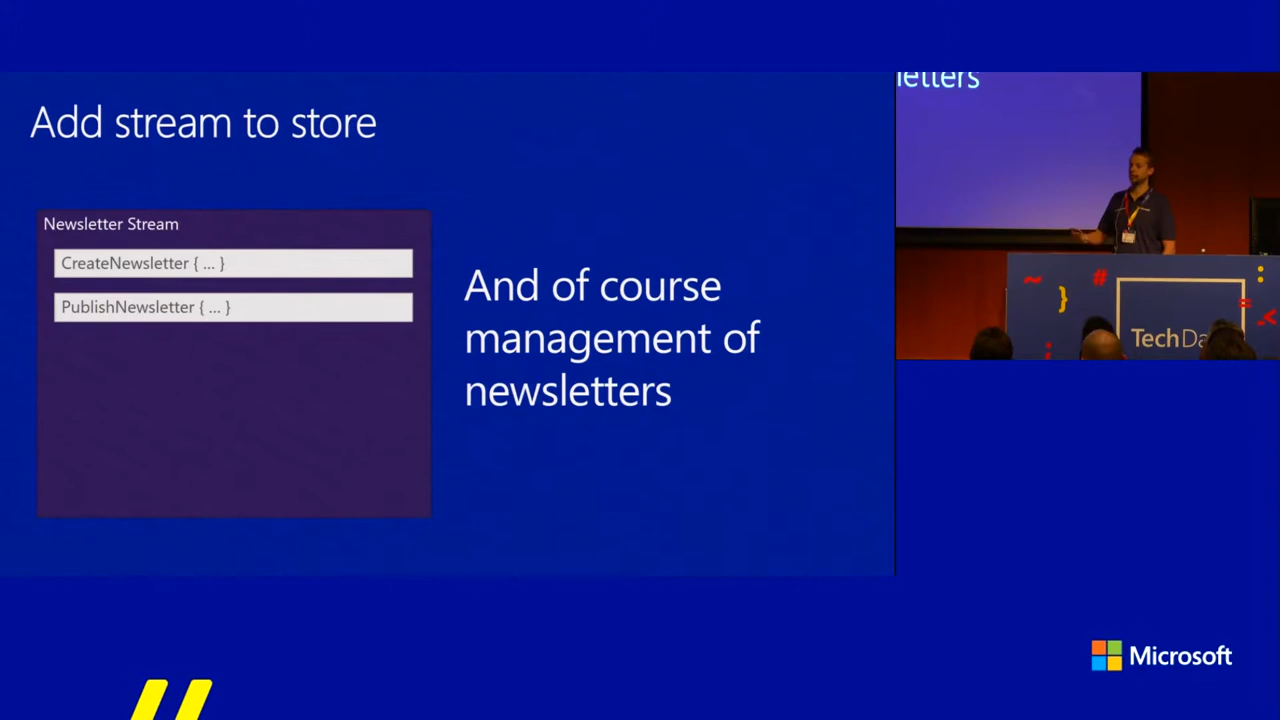 Add stream to store
Newsletter Stream
CreateNewsletter { ... }
PublishNewsletter { ... }
And of course
management of
newsletters
letters
~
#
}
:
=
<
TechDa
Microsoft